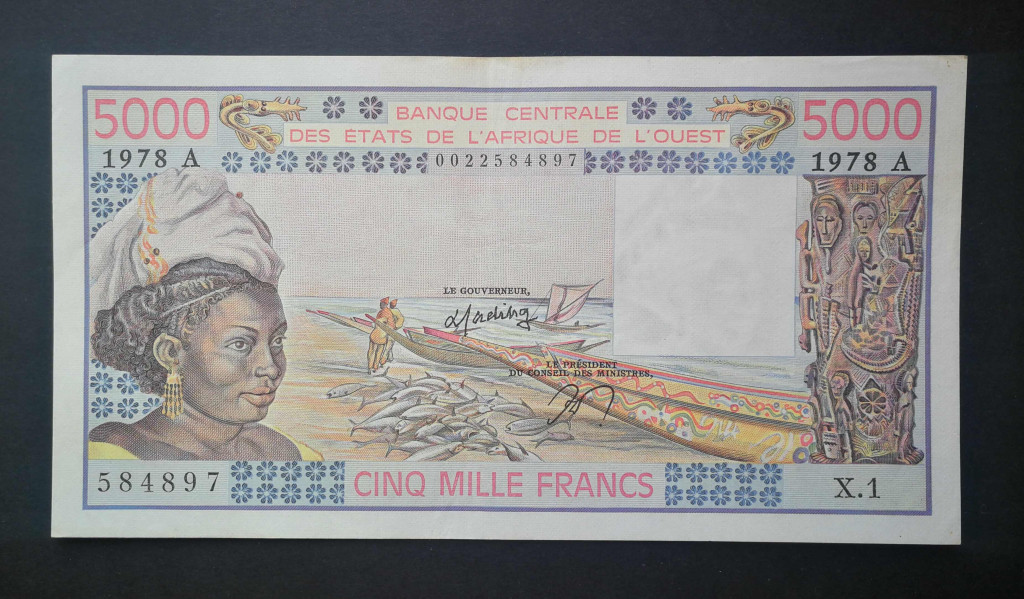 5000
BANQUE CENTRALE
DES ÉTATS DE L'AFRIQUE DE L'OUEST
5000
1978 A
0022584897
1978 A
LE GOUVERNEUR,
LE PRÉSIDENT
DU CONSEIL DES MINISTRES,
584897
CINQ MILLE FRANCS
X.1